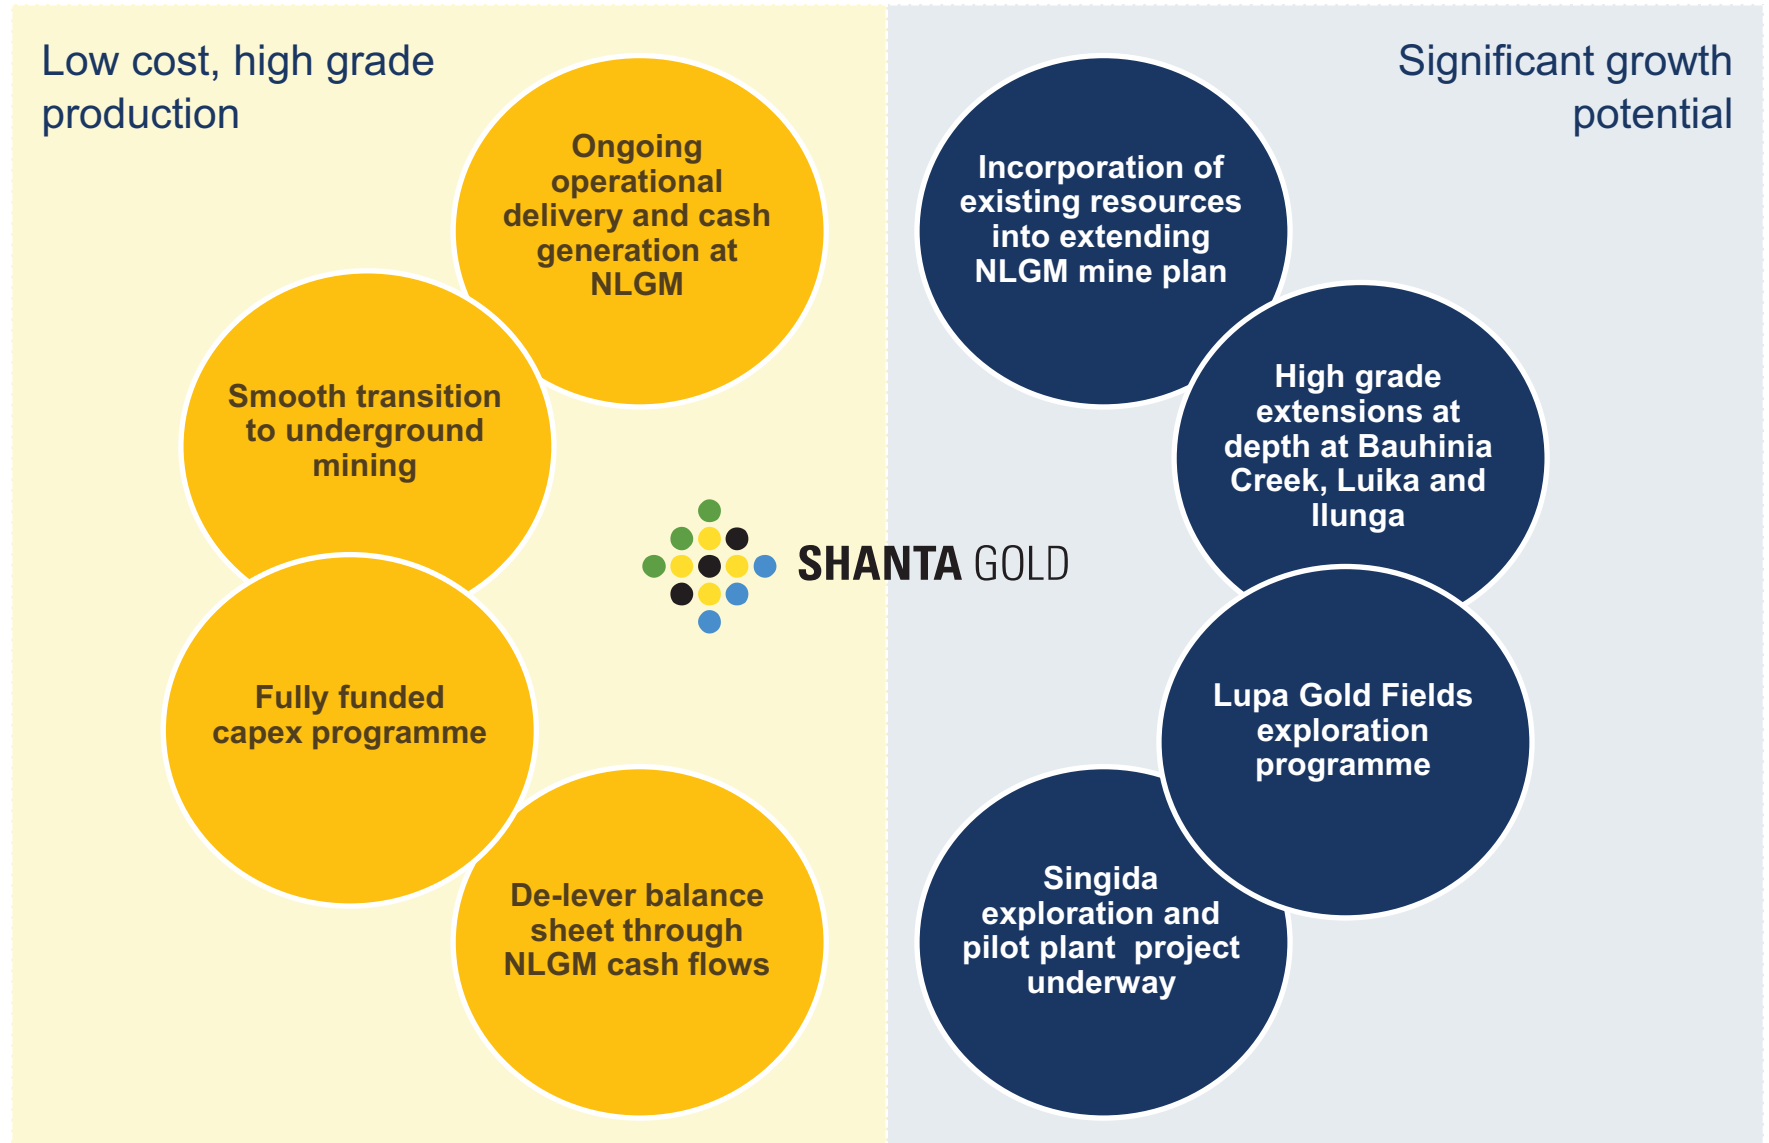 Low cost, high grade
production
Ongoing
operational
delivery and cash
generation at
NLGM
Smooth transition
to underground
mining
Fully funded
capex programme
De-lever balance
sheet through
NLGM cash flows
SHANTA GOLD
Significant growth
potential
Incorporation of
existing resources
into extending
NLGM mine plan
High grade
extensions at
depth at Bauhinia
Creek, Luika and
Ilunga
Lupa Gold Fields
exploration
programme
Singida
exploration and
pilot plant  project
underway